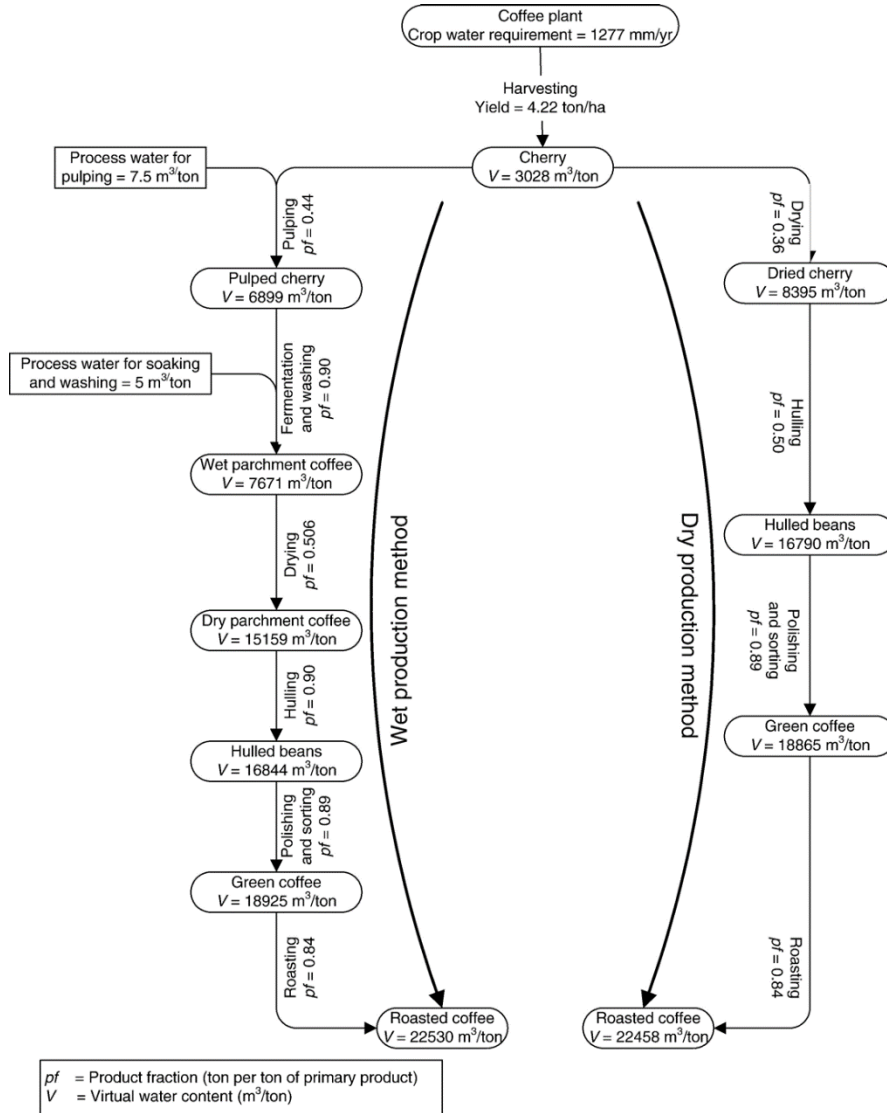 Coffee plant
Crop water requirement = 1277 mm/yr
Harvesting
Yield = 4.22 ton/ha
Process water for
pulping = 7.5 m³/ton
Cherry
V = 3028 m³/ton
Pulping
pf = 0.44
Drying
pf = 0.36
Pulped cherry
V = 6899 m³/ton
Dried cherry
V = 8395 m³/ton
Process water for soaking
and washing = 5 m³/ton
Fermentation
and washing
pf = 0.90
Hulling
pf = 0.50
Wet parchment coffee
V = 7671 m³/ton
Hulled beans
V = 16790 m³/ton
Drying
pf = 0.506
Wet production method
Dry production method
Dry parchment coffee
V = 15159 m³/ton
Polishing
and sorting
pf = 0.89
Hulling
pf = 0.90
Green coffee
V = 18865 m³/ton
Hulled beans
V = 16844 m³/ton
Polishing
and sorting
pf = 0.89
Green coffee
V = 18925 m³/ton
Roasting
pf = 0.84
Roasting
pf = 0.84
Roasted coffee
V = 22530 m³/ton
Roasted coffee
V = 22458 m³/ton
pf = Product fraction (ton per ton of primary product)
V = Virtual water content (m³/ton)